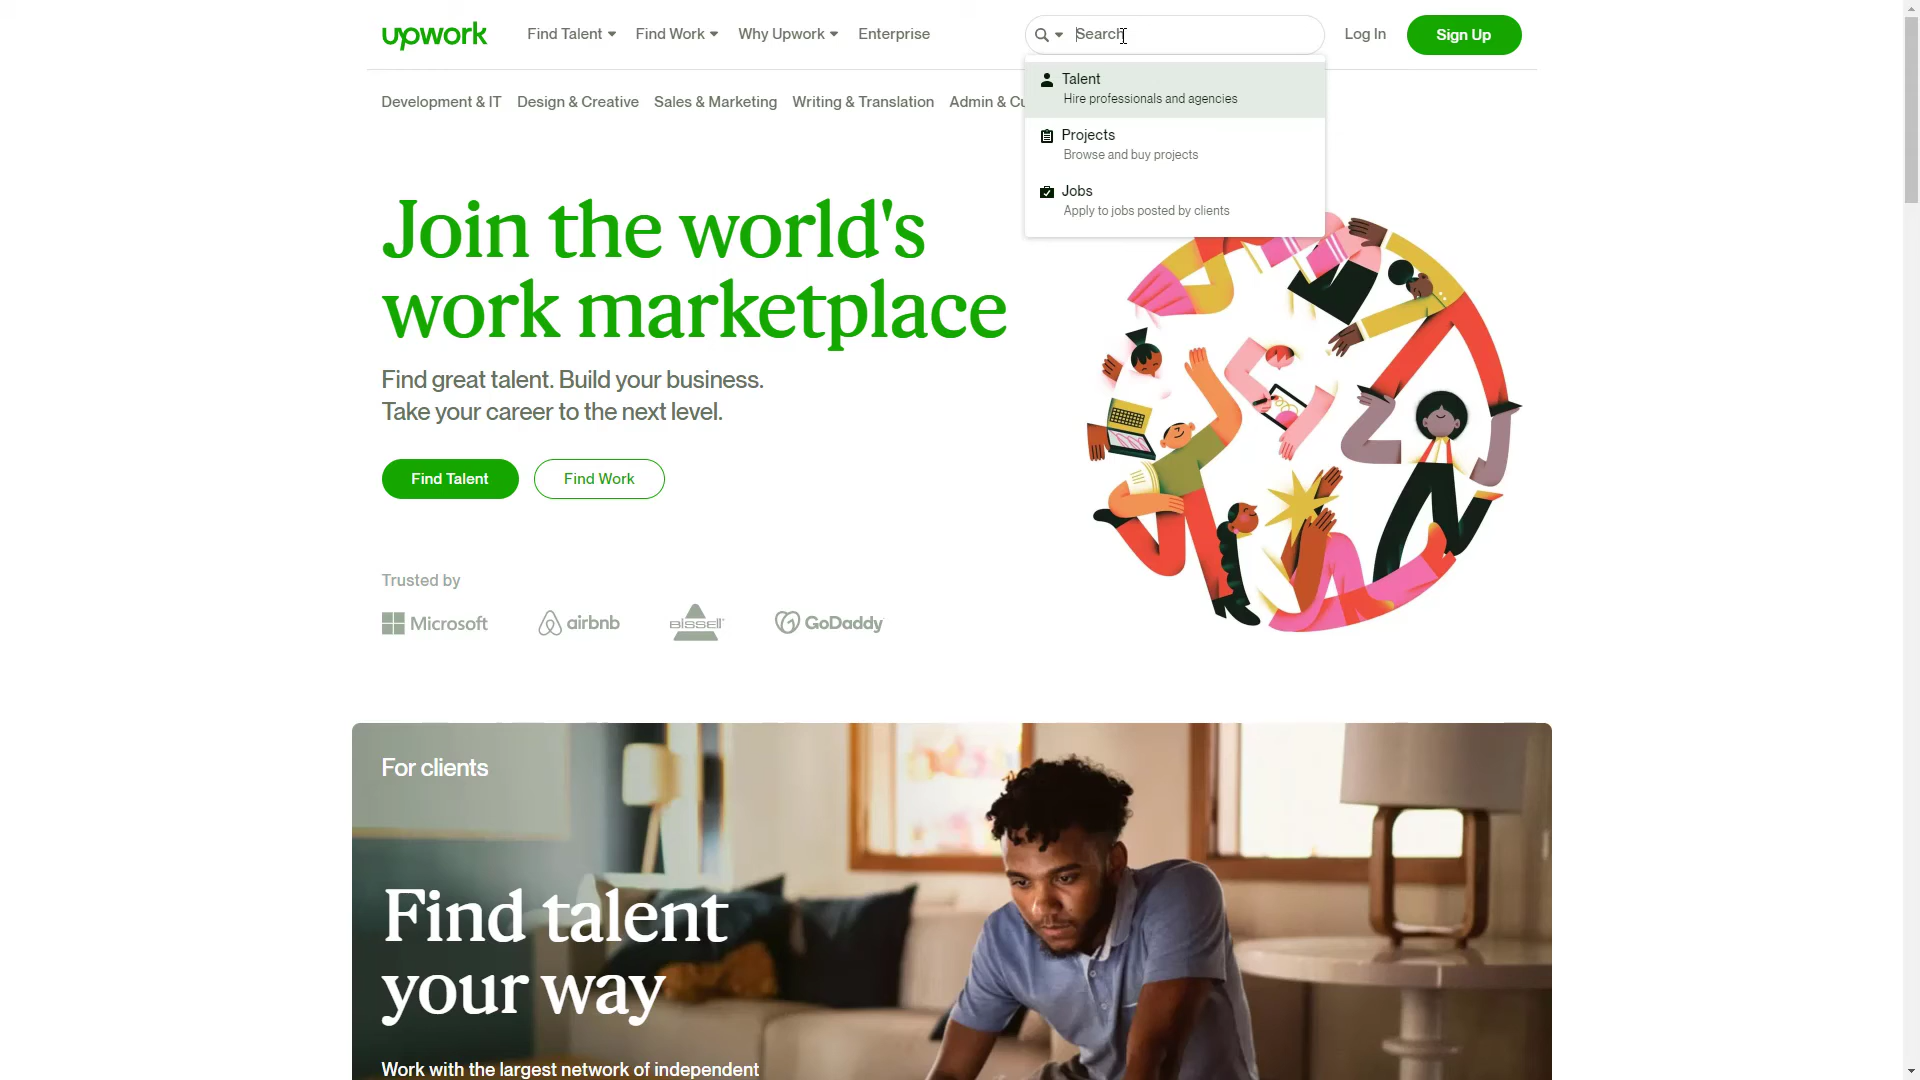 upwork
Find Talent
Find Work
Why Upwork
Enterprise
Search
Log In
Sign Up
Development & IT
Design & Creative
Sales & Marketing
Writing & Translation
Admin &
Talent
Hire professionals and agencies
Projects
Browse and buy projects
Jobs
Apply to jobs posted by clients
Join the world's
work marketplace
Find great talent. Build your business.
Take your career to the next level.
Find Talent
Find Work
Trusted by
Microsoft
airbnb
BISSELL
GoDaddy
For clients
Find talent
your way
Work with the largest network of independent